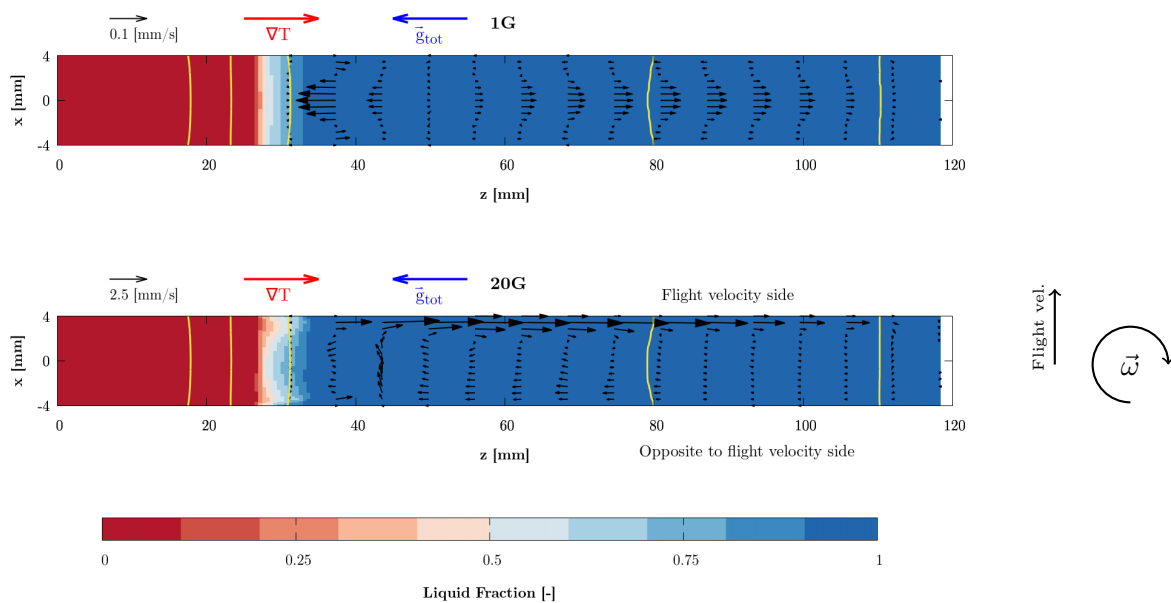 0.1 [mm/s]
∇T
g⃗tot
1G
4
0
-4
x [mm]
0 20 40 60 80 100 120
z [mm]
2.5 [mm/s]
∇T
g⃗tot
20G
Flight velocity side
4
0
-4
x [mm]
0 20 40 60 80 100 120
z [mm]
Opposite to flight velocity side
Flight vel.
ω⃗
0 0.25 0.5 0.75 1
Liquid Fraction [-]